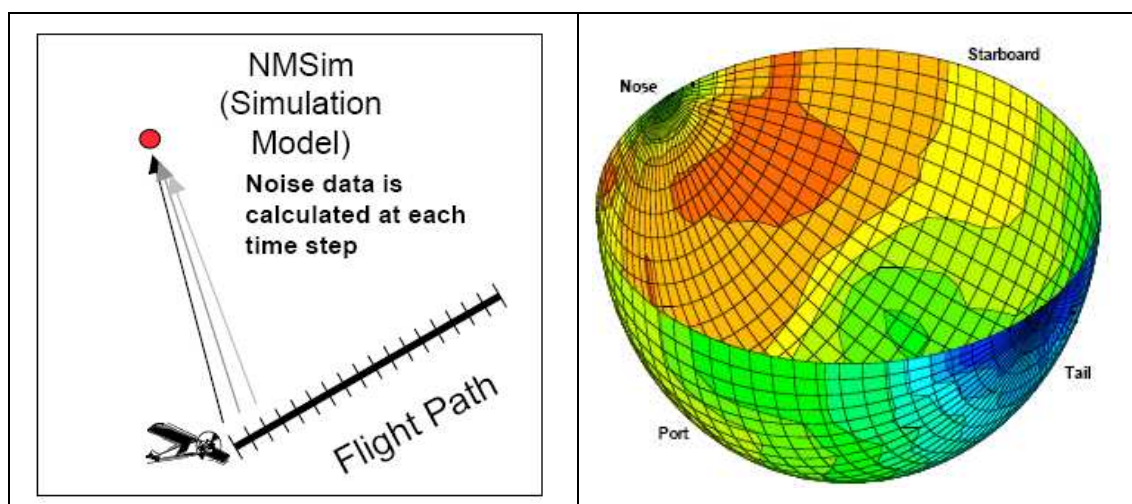 NMSim
(Simulation
Model)
Noise data is
calculated at each
time step
Flight Path
Starboard
Nose
Tail
Port